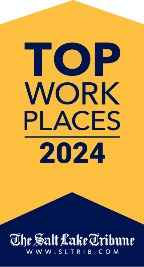 TOP
WORK
PLACES
2024
The Salt Lake Tribune
WWW.SLTRIB.COM